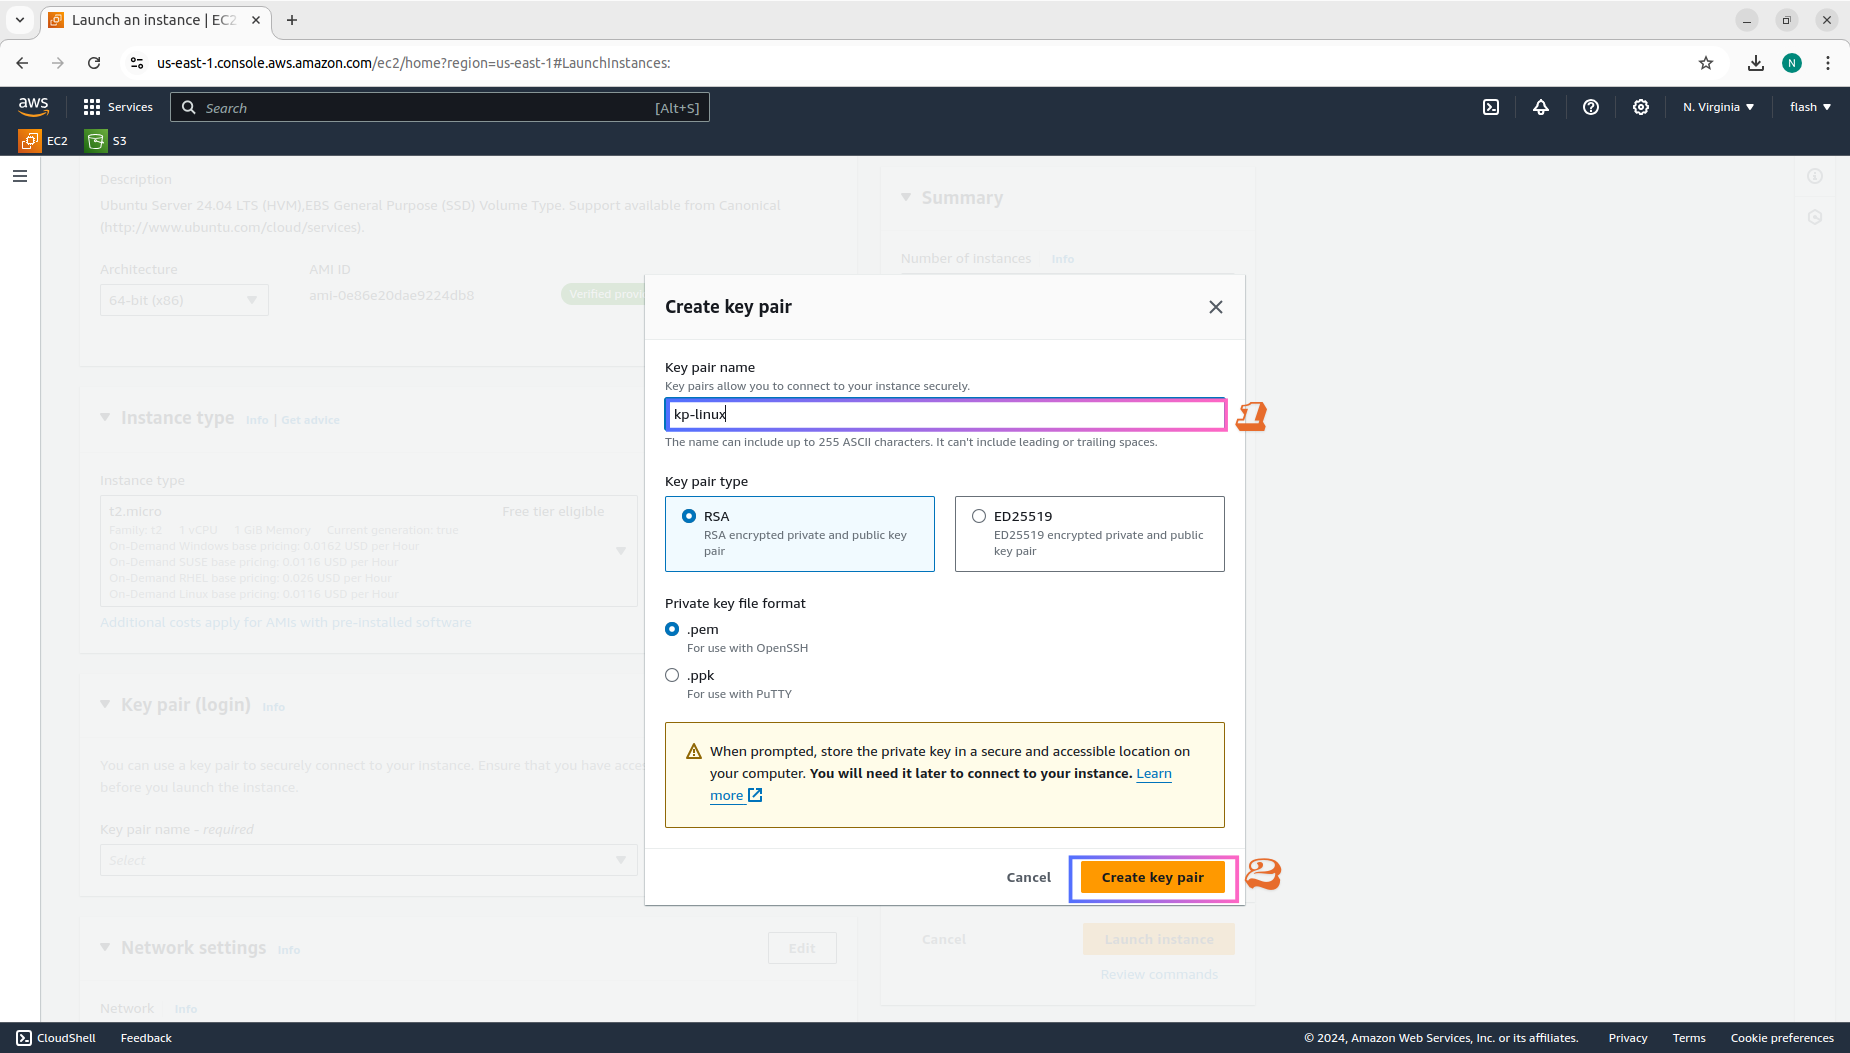 Launch an instance | EC2
us-east-1.console.aws.amazon.com/ec2/home?region=us-east-1#LaunchInstances:
N
aws
Services
Search
[Alt+S]
N. Virginia
flash
EC2
S3
Description
Ubuntu Server 24.04 LTS (HVM),EBS General Purpose (SSD) Volume Type. Support available from Canonical
(http://www.ubuntu.com/cloud/services).
Architecture
AMI ID
64-bit (x86)
ami-0e86e20dae9224db8
Verified provi
Summary
Number of instances Info
Instance type Info | Get advice
Instance type
t2.micro
Free tier eligible
Family: t2 1 vCPU 1 GiB Memory Current generation: true
On-Demand Windows base pricing: 0.0162 USD per Hour
On-Demand SUSE base pricing: 0.0116 USD per Hour
On-Demand RHEL base pricing: 0.026 USD per Hour
On-Demand Linux base pricing: 0.0116 USD per Hour
Additional costs apply for AMIs with pre-installed software
Key pair (login) Info
You can use a key pair to securely connect to your instance. Ensure that you have acce
before you launch the instance.
Key pair name - required
Select
Network settings Info
Edit
Network Info
Create key pair
Key pair name
Key pairs allow you to connect to your instance securely.
kp-linux
1
The name can include up to 255 ASCII characters. It can't include leading or trailing spaces.
Key pair type
RSA
RSA encrypted private and public key
pair
ED25519
ED25519 encrypted private and public
key pair
Private key file format
.pem
For use with OpenSSH
.ppk
For use with PuTTY
When prompted, store the private key in a secure and accessible location on
your computer. You will need it later to connect to your instance. Learn
more
Cancel
Create key pair
2
Cancel
Launch instance
Review commands
CloudShell
Feedback
© 2024, Amazon Web Services, Inc. or its affiliates.
Privacy
Terms
Cookie preferences